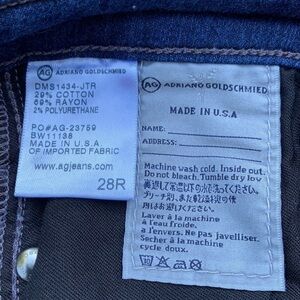 AG ADRIANO GOLDSCHMIED
DMS1434-JTR
29% COTTON
69% RAYON
2% POLYURETHANE
PO#AG-23759
BW11138
MADE IN U.S.A
OF IMPORTED FABRIC
www.agjeans.com
28R
AG ADRIANO GOLDSCHMIED
MADE IN U.S.A
NAME:
ADDRESS:
Machine wash cold. Inside out.
Do not bleach. Tumble dry low
Laver à la machine
à l'eau froide,
à l'envers. Ne pas javelliser.
Sécher à la machine
cycle doux.